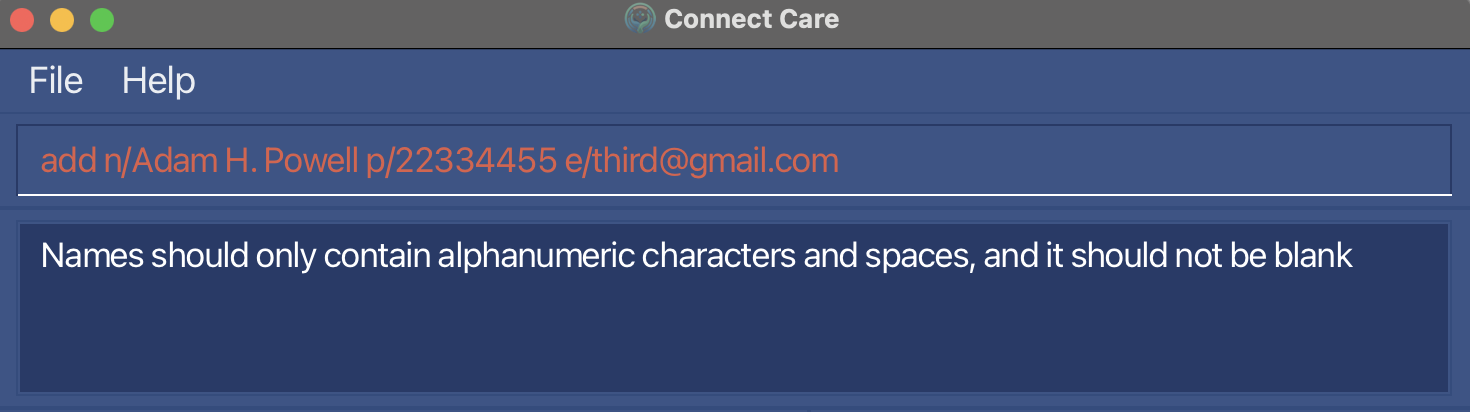 Connect Care
File Help
add n/Adam H. Powell p/22334455 e/third@gmail.com
Names should only contain alphanumeric characters and spaces, and it should not be blank